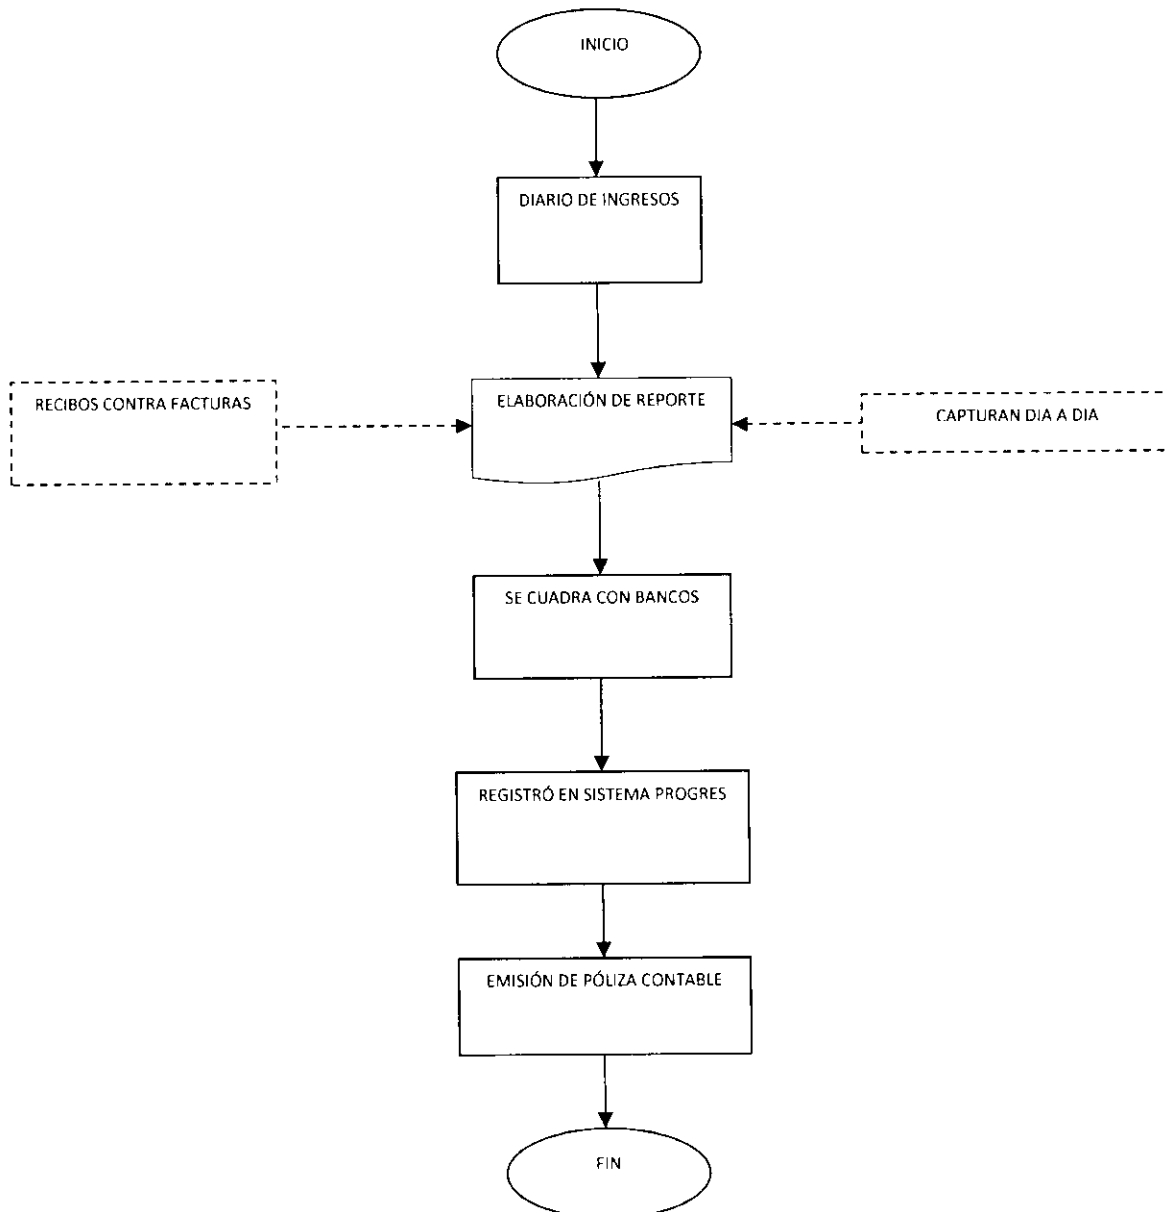 INICIO
DIARIO DE INGRESOS
RECIBOS CONTRA FACTURAS
ELABORACIÓN DE REPORTE
CAPTURAN DIA A DIA
SE CUADRA CON BANCOS
REGISTRÓ EN SISTEMA PROGRES
EMISIÓN DE PÓLIZA CONTABLE
FIN